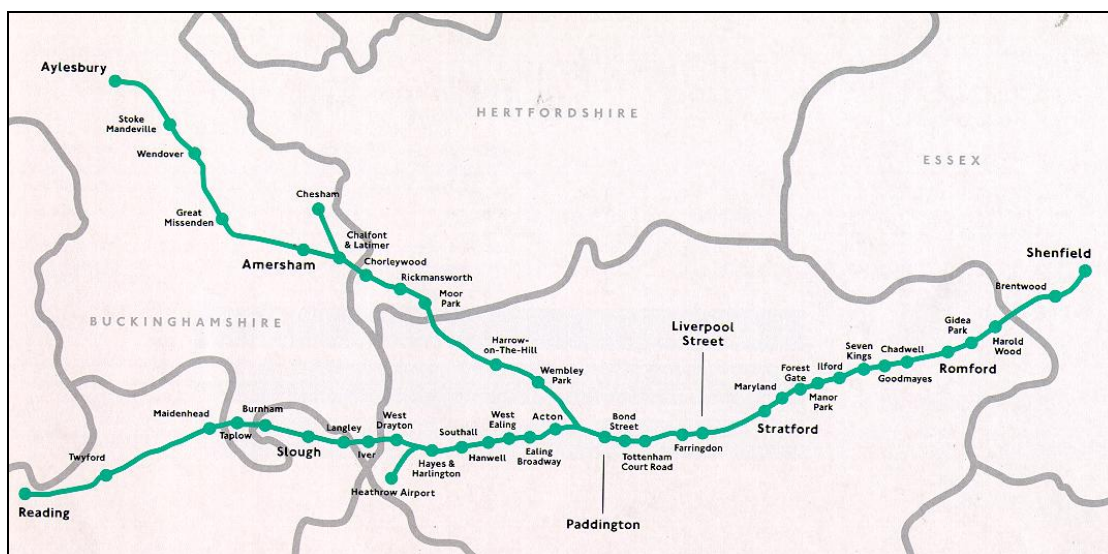 HERTFORDSHIRE
ESSEX
BUCKINGHAMSHIRE
Aylesbury
Stoke
Mandeville
Wendover
Great
Missenden
Amersham
Chesham
Chalfont
& Latimer
Chorleywood
Rickmansworth
Moor
Park
Harrow-
on-The-Hill
Wembley
Park
Reading
Twyford
Maidenhead
Taplow
Burnham
Slough
Langley
Iver
West
Drayton
Heathrow Airport
Hayes &
Harlington
Southall
Hanwell
West
Ealing
Ealing
Broadway
Acton
Paddington
Bond
Street
Tottenham
Court Road
Farringdon
Liverpool
Street
Stratford
Maryland
Forest
Gate
Manor
Park
Ilford
Seven
Kings
Goodmayes
Chadwell
Romford
Gidea
Park
Harold
Wood
Brentwood
Shenfield